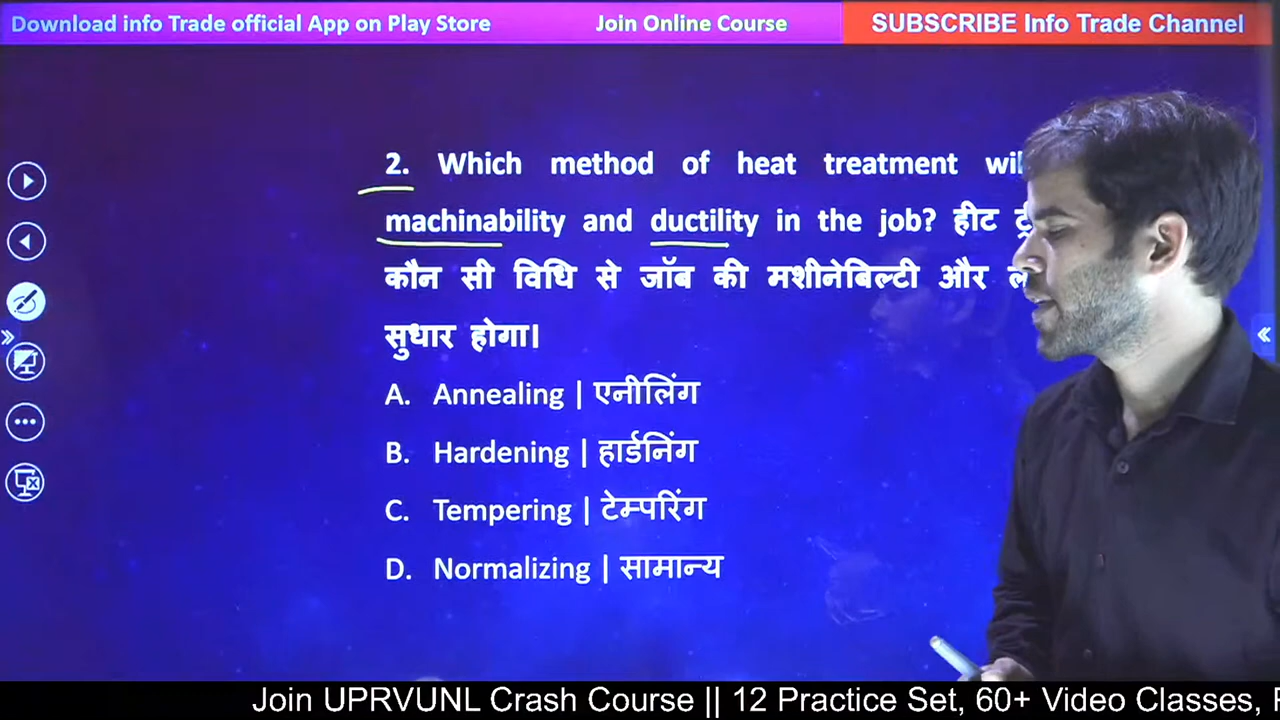 Download info Trade official App on Play Store
Join Online Course
SUBSCRIBE Info Trade Channel
2. Which method of heat treatment
machinability and ductility in the job? हीट
कौन सी विधि से जॉब की मशीनेबिल्टी और
सुधार होगा।
A. Annealing | एनीलिंग
B. Hardening | हार्डनिंग
C. Tempering | टेम्परिंग
D. Normalizing | सामान्य
Join UPRVUNL Crash Course || 12 Practice Set, 60+ Video Classes,